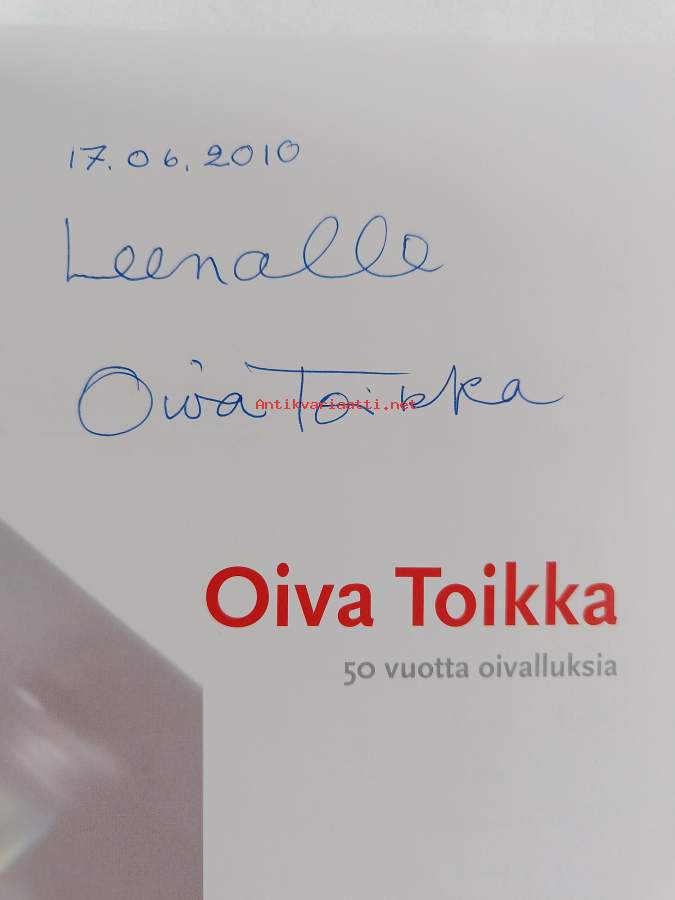 17.06.2010
Leenalle
Oiva Toikka
Antikvariaatti.net
Oiva Toikka
50 vuotta oivalluksia